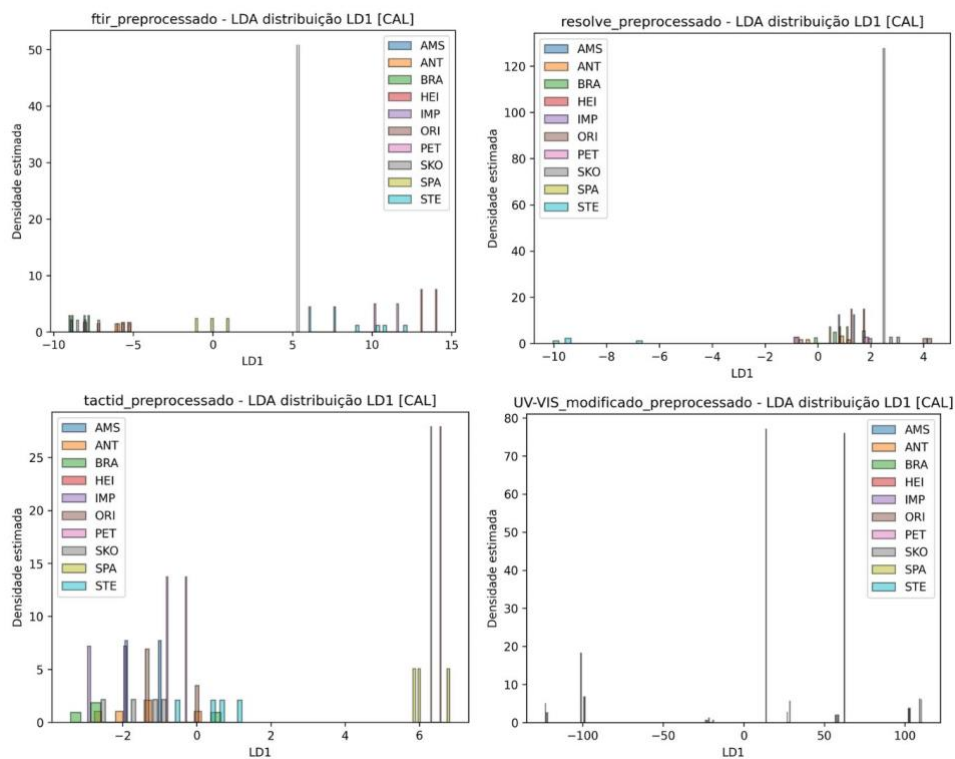 ftir_preprocessado - LDA distribuição LD1 [CAL]
50
40
30
20
10
0
Densidade estimada
−10
−5
0
5
10
15
LD1
AMS
ANT
BRA
HEI
IMP
ORI
PET
SKO
SPA
STE
resolve_preprocessado - LDA distribuição LD1 [CAL]
120
100
80
60
40
20
0
Densidade estimada
−10
−8
−6
−4
−2
0
2
4
LD1
AMS
ANT
BRA
HEI
IMP
ORI
PET
SKO
SPA
STE
tactid_preprocessado - LDA distribuição LD1 [CAL]
25
20
15
10
5
0
Densidade estimada
−2
0
2
4
6
LD1
AMS
ANT
BRA
HEI
IMP
ORI
PET
SKO
SPA
STE
UV-VIS_modificado_preprocessado - LDA distribuição LD1 [CAL]
80
70
60
50
40
30
20
10
0
Densidade estimada
−100
−50
0
50
100
LD1
AMS
ANT
BRA
HEI
IMP
ORI
PET
SKO
SPA
STE